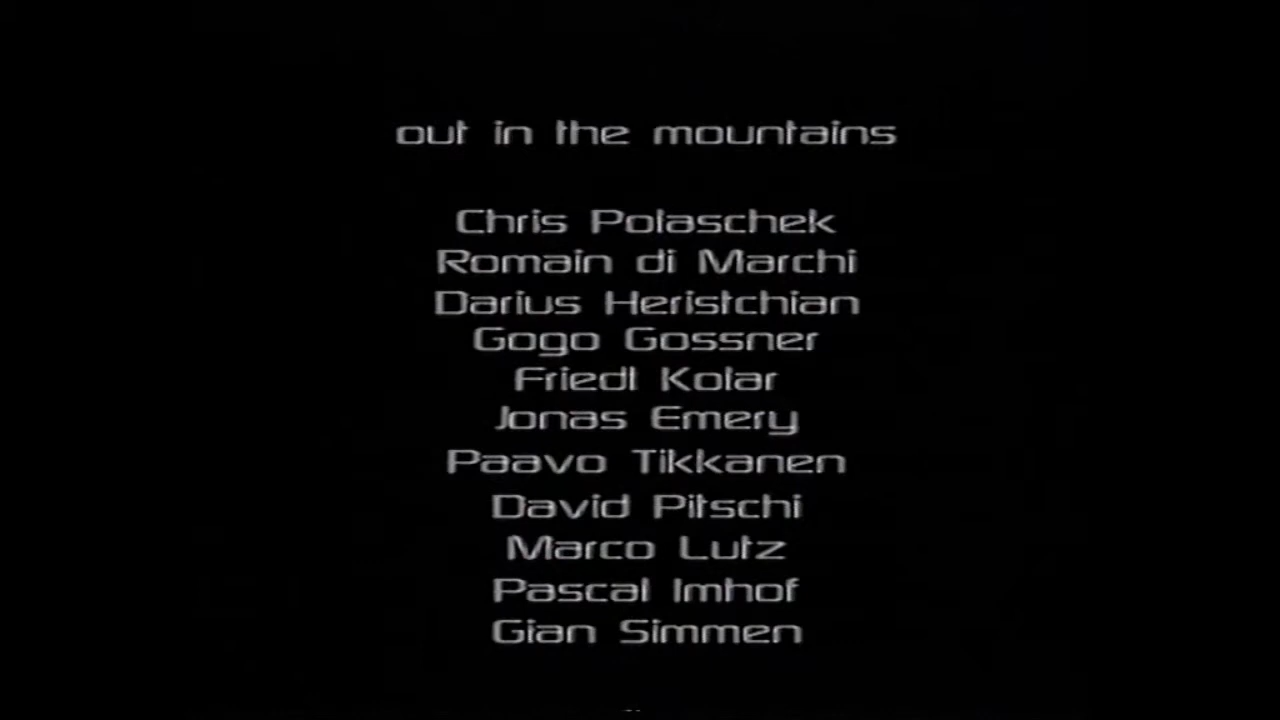 out in the mountains
Chris Polaschek
Romain di Marchi
Darius Heristchian
Gogo Gossner
Friedl Kolar
Jonas Emery
Paavo Tikkanen
David Pitschi
Marco Lutz
Pascal Imhof
Gian Simmen